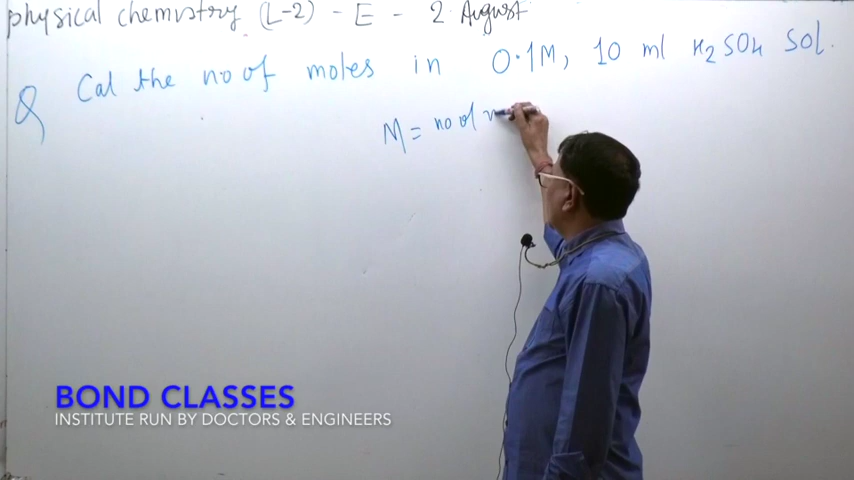 physical chemistry (L-2) - E - 2 August
Q Cal the no of moles in 0.1M, 10 ml H2SO4 Sol.
M = no of
BOND CLASSES
INSTITUTE RUN BY DOCTORS & ENGINEERS